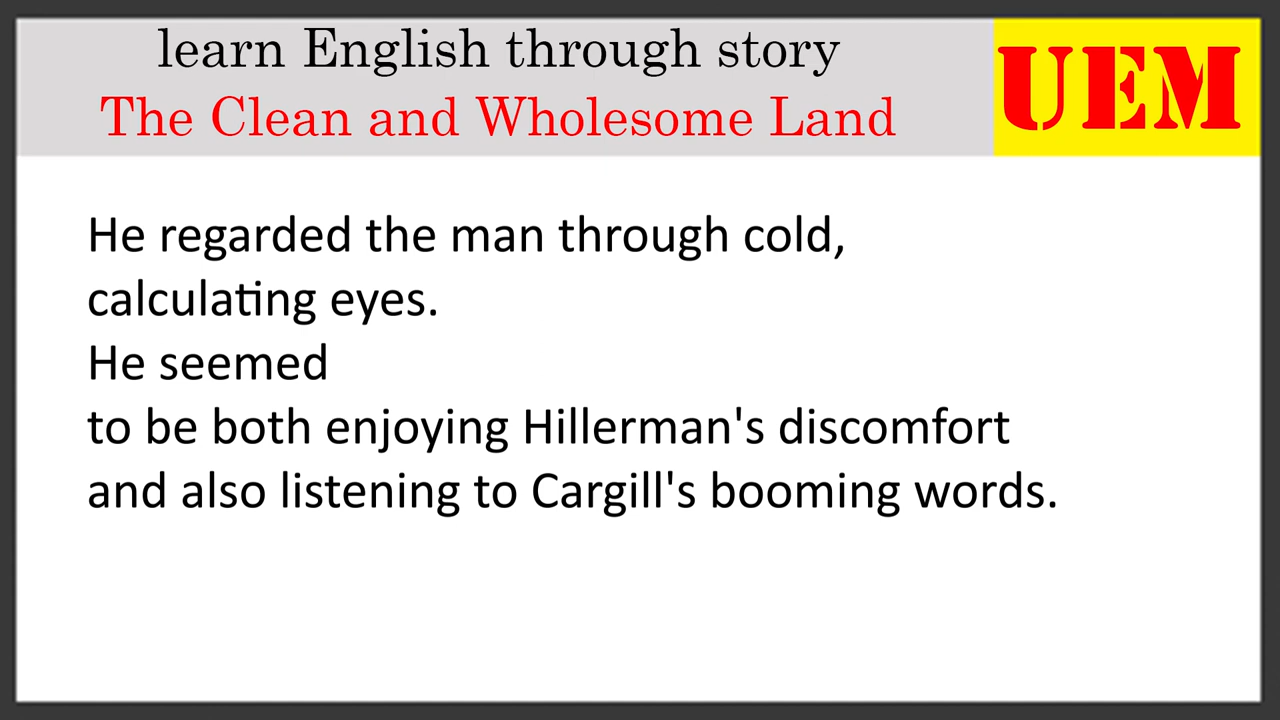 learn English through story
The Clean and Wholesome Land
UEM
He regarded the man through cold,
calculating eyes.
He seemed
to be both enjoying Hillerman's discomfort
and also listening to Cargill's booming words.